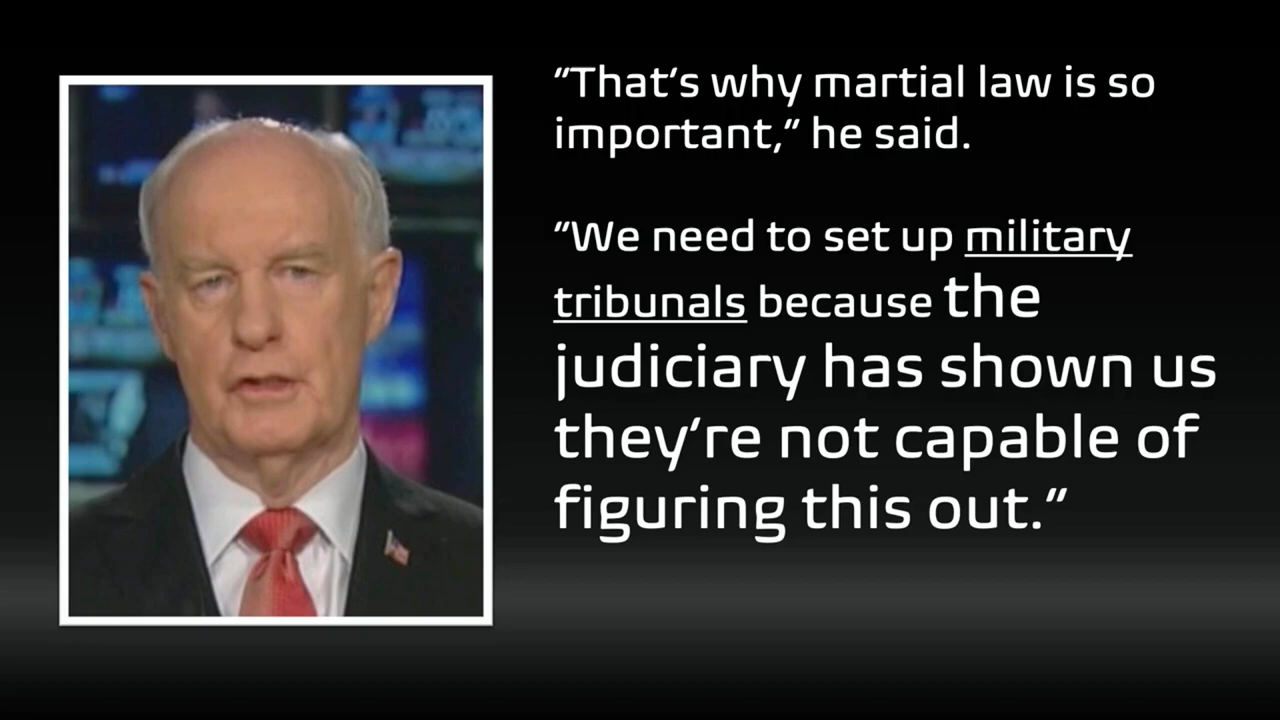 "That's why martial law is so
important," he said.
"We need to set up military
tribunals because the
judiciary has shown us
they're not capable of
figuring this out."